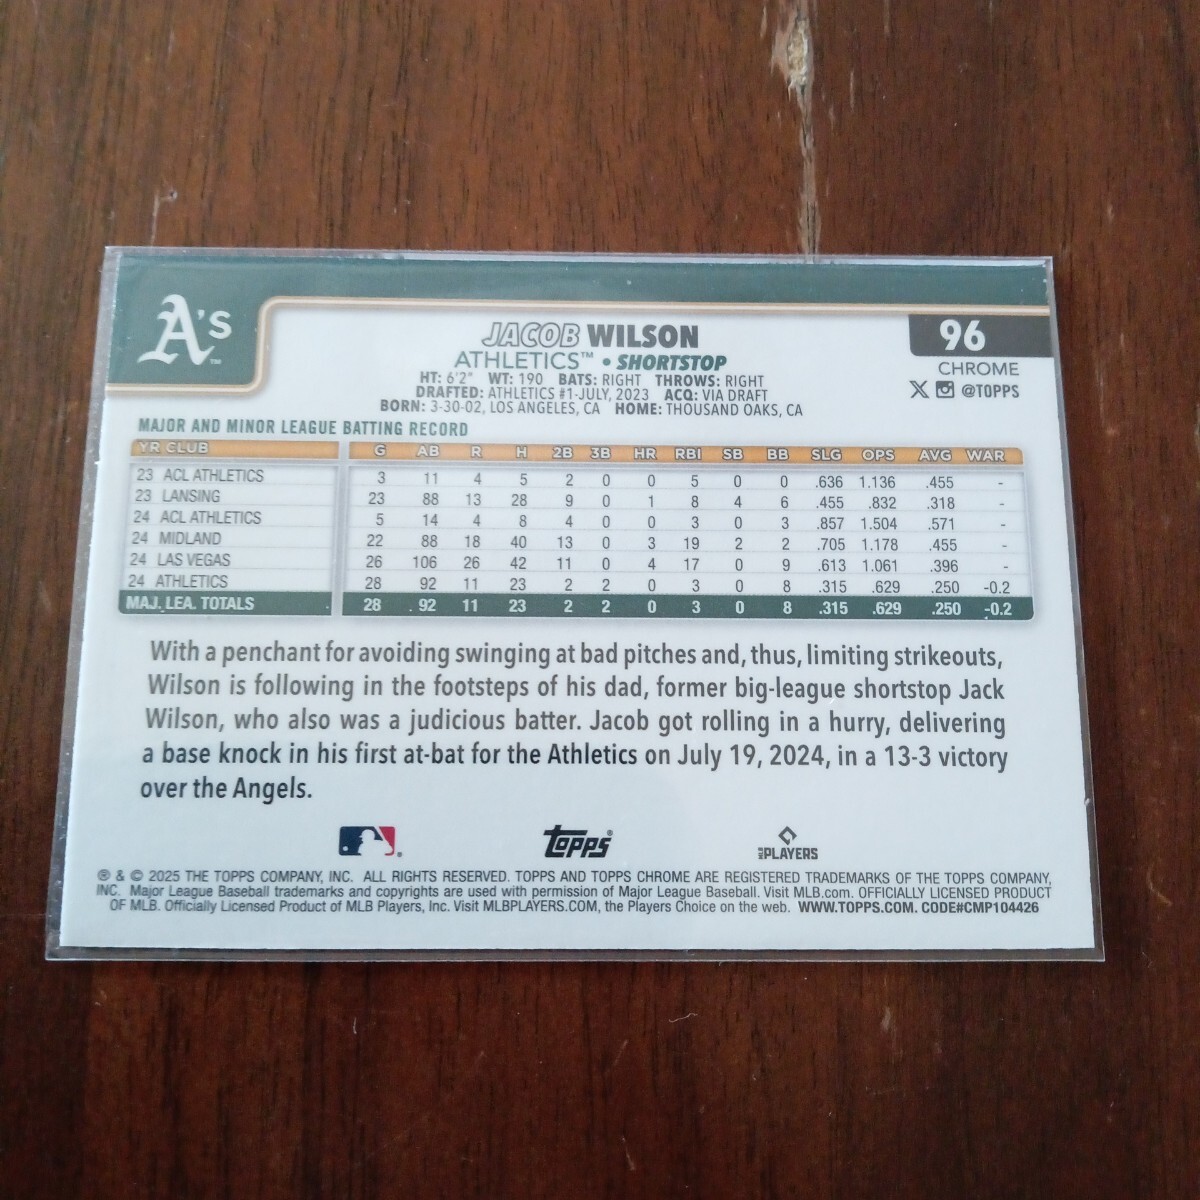 A's™
JACOB WILSON
96
ATHLETICS™ • SHORTSTOP
CHROME
HT: 6'2" WT: 190 BATS: RIGHT THROWS: RIGHT
DRAFTED: ATHLETICS #1-JULY, 2023 ACQ: VIA DRAFT
@TOPPS
BORN: 3-30-02, LOS ANGELES, CA HOME: THOUSAND OAKS, CA
MAJOR AND MINOR LEAGUE BATTING RECORD
YR CLUB G AB R H 2B 3B HR RBI SB BB SLG OPS AVG WAR
23 ACL ATHLETICS 3 11 4 5 2 0 0 5 0 0 .636 1.136 .455 -
23 LANSING 23 88 13 28 9 0 1 8 4 6 .455 .832 .318 -
24 ACL ATHLETICS 5 14 4 8 4 0 0 3 0 3 .857 1.504 .571 -
24 MIDLAND 22 88 18 40 13 0 3 19 2 2 .705 1.178 .455 -
24 LAS VEGAS 26 106 26 42 11 0 4 17 0 9 .613 1.061 .396 -
24 ATHLETICS 28 92 11 23 2 2 0 3 0 8 .315 .629 .250 -0.2
MAJ. LEA. TOTALS 28 92 11 23 2 2 0 3 0 8 .315 .629 .250 -0.2
With a penchant for avoiding swinging at bad pitches and, thus, limiting strikeouts,
Wilson is following in the footsteps of his dad, former big-league shortstop Jack
Wilson, who also was a judicious batter. Jacob got rolling in a hurry, delivering
a base knock in his first at-bat for the Athletics on July 19, 2024, in a 13-3 victory
over the Angels.
topps®
MLB PLAYERS
® & © 2025 THE TOPPS COMPANY, INC. ALL RIGHTS RESERVED. TOPPS AND TOPPS CHROME ARE REGISTERED TRADEMARKS OF THE TOPPS COMPANY,
INC. Major League Baseball trademarks and copyrights are used with permission of Major League Baseball. Visit MLB.com. OFFICIALLY LICENSED PRODUCT
OF MLB. Officially Licensed Product of MLB Players, Inc. Visit MLBPLAYERS.COM, the Players Choice on the web. WWW.TOPPS.COM. CODE#CMP104426